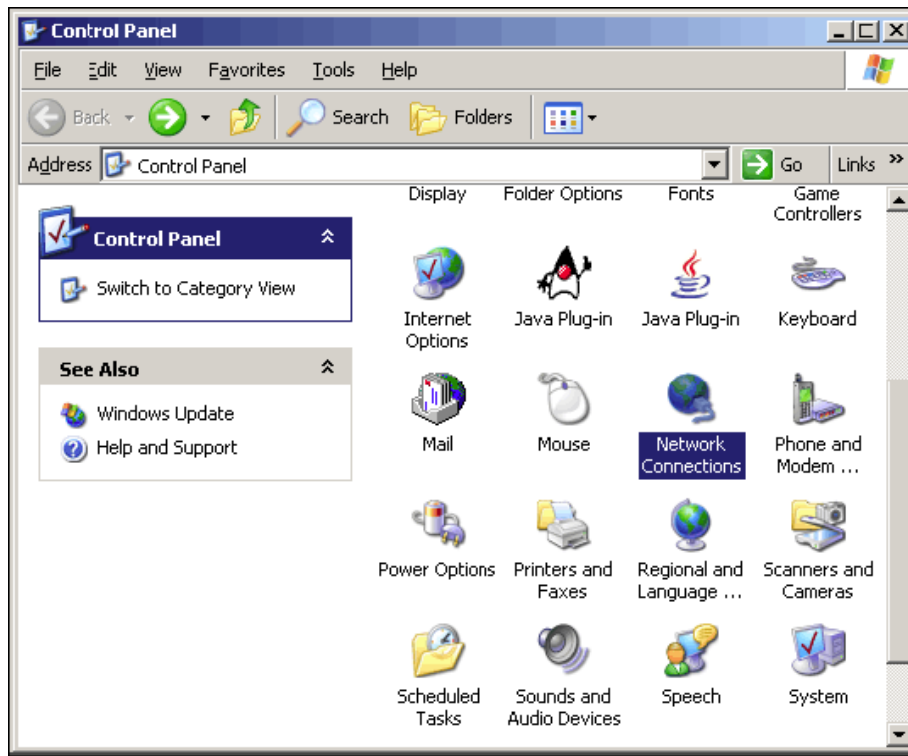 Control Panel
File Edit View Favorites Tools Help
Back Search Folders
Address Control Panel Go Links »
Control Panel
Switch to Category View
See Also
Windows Update
Help and Support
Display Folder Options Fonts Game
Controllers
Internet Java Plug-in Java Plug-in Keyboard
Options
Mail Mouse Network Phone and
Connections Modem ...
Power Options Printers and Regional and Scanners and
Faxes Language ... Cameras
Scheduled Sounds and Speech System
Tasks Audio Devices